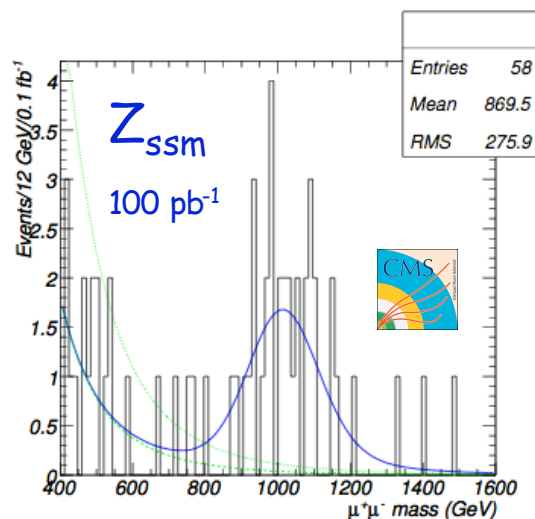 Entries 58
Mean 869.5
RMS 275.9
Events/12 GeV/0.1 fb⁻¹
4
3.5
3
2.5
2
1.5
1
0.5
0
Z_ssm
100 pb⁻¹
CMS
400 600 800 1000 1200 1400 1600
μ⁺μ⁻ mass (GeV)